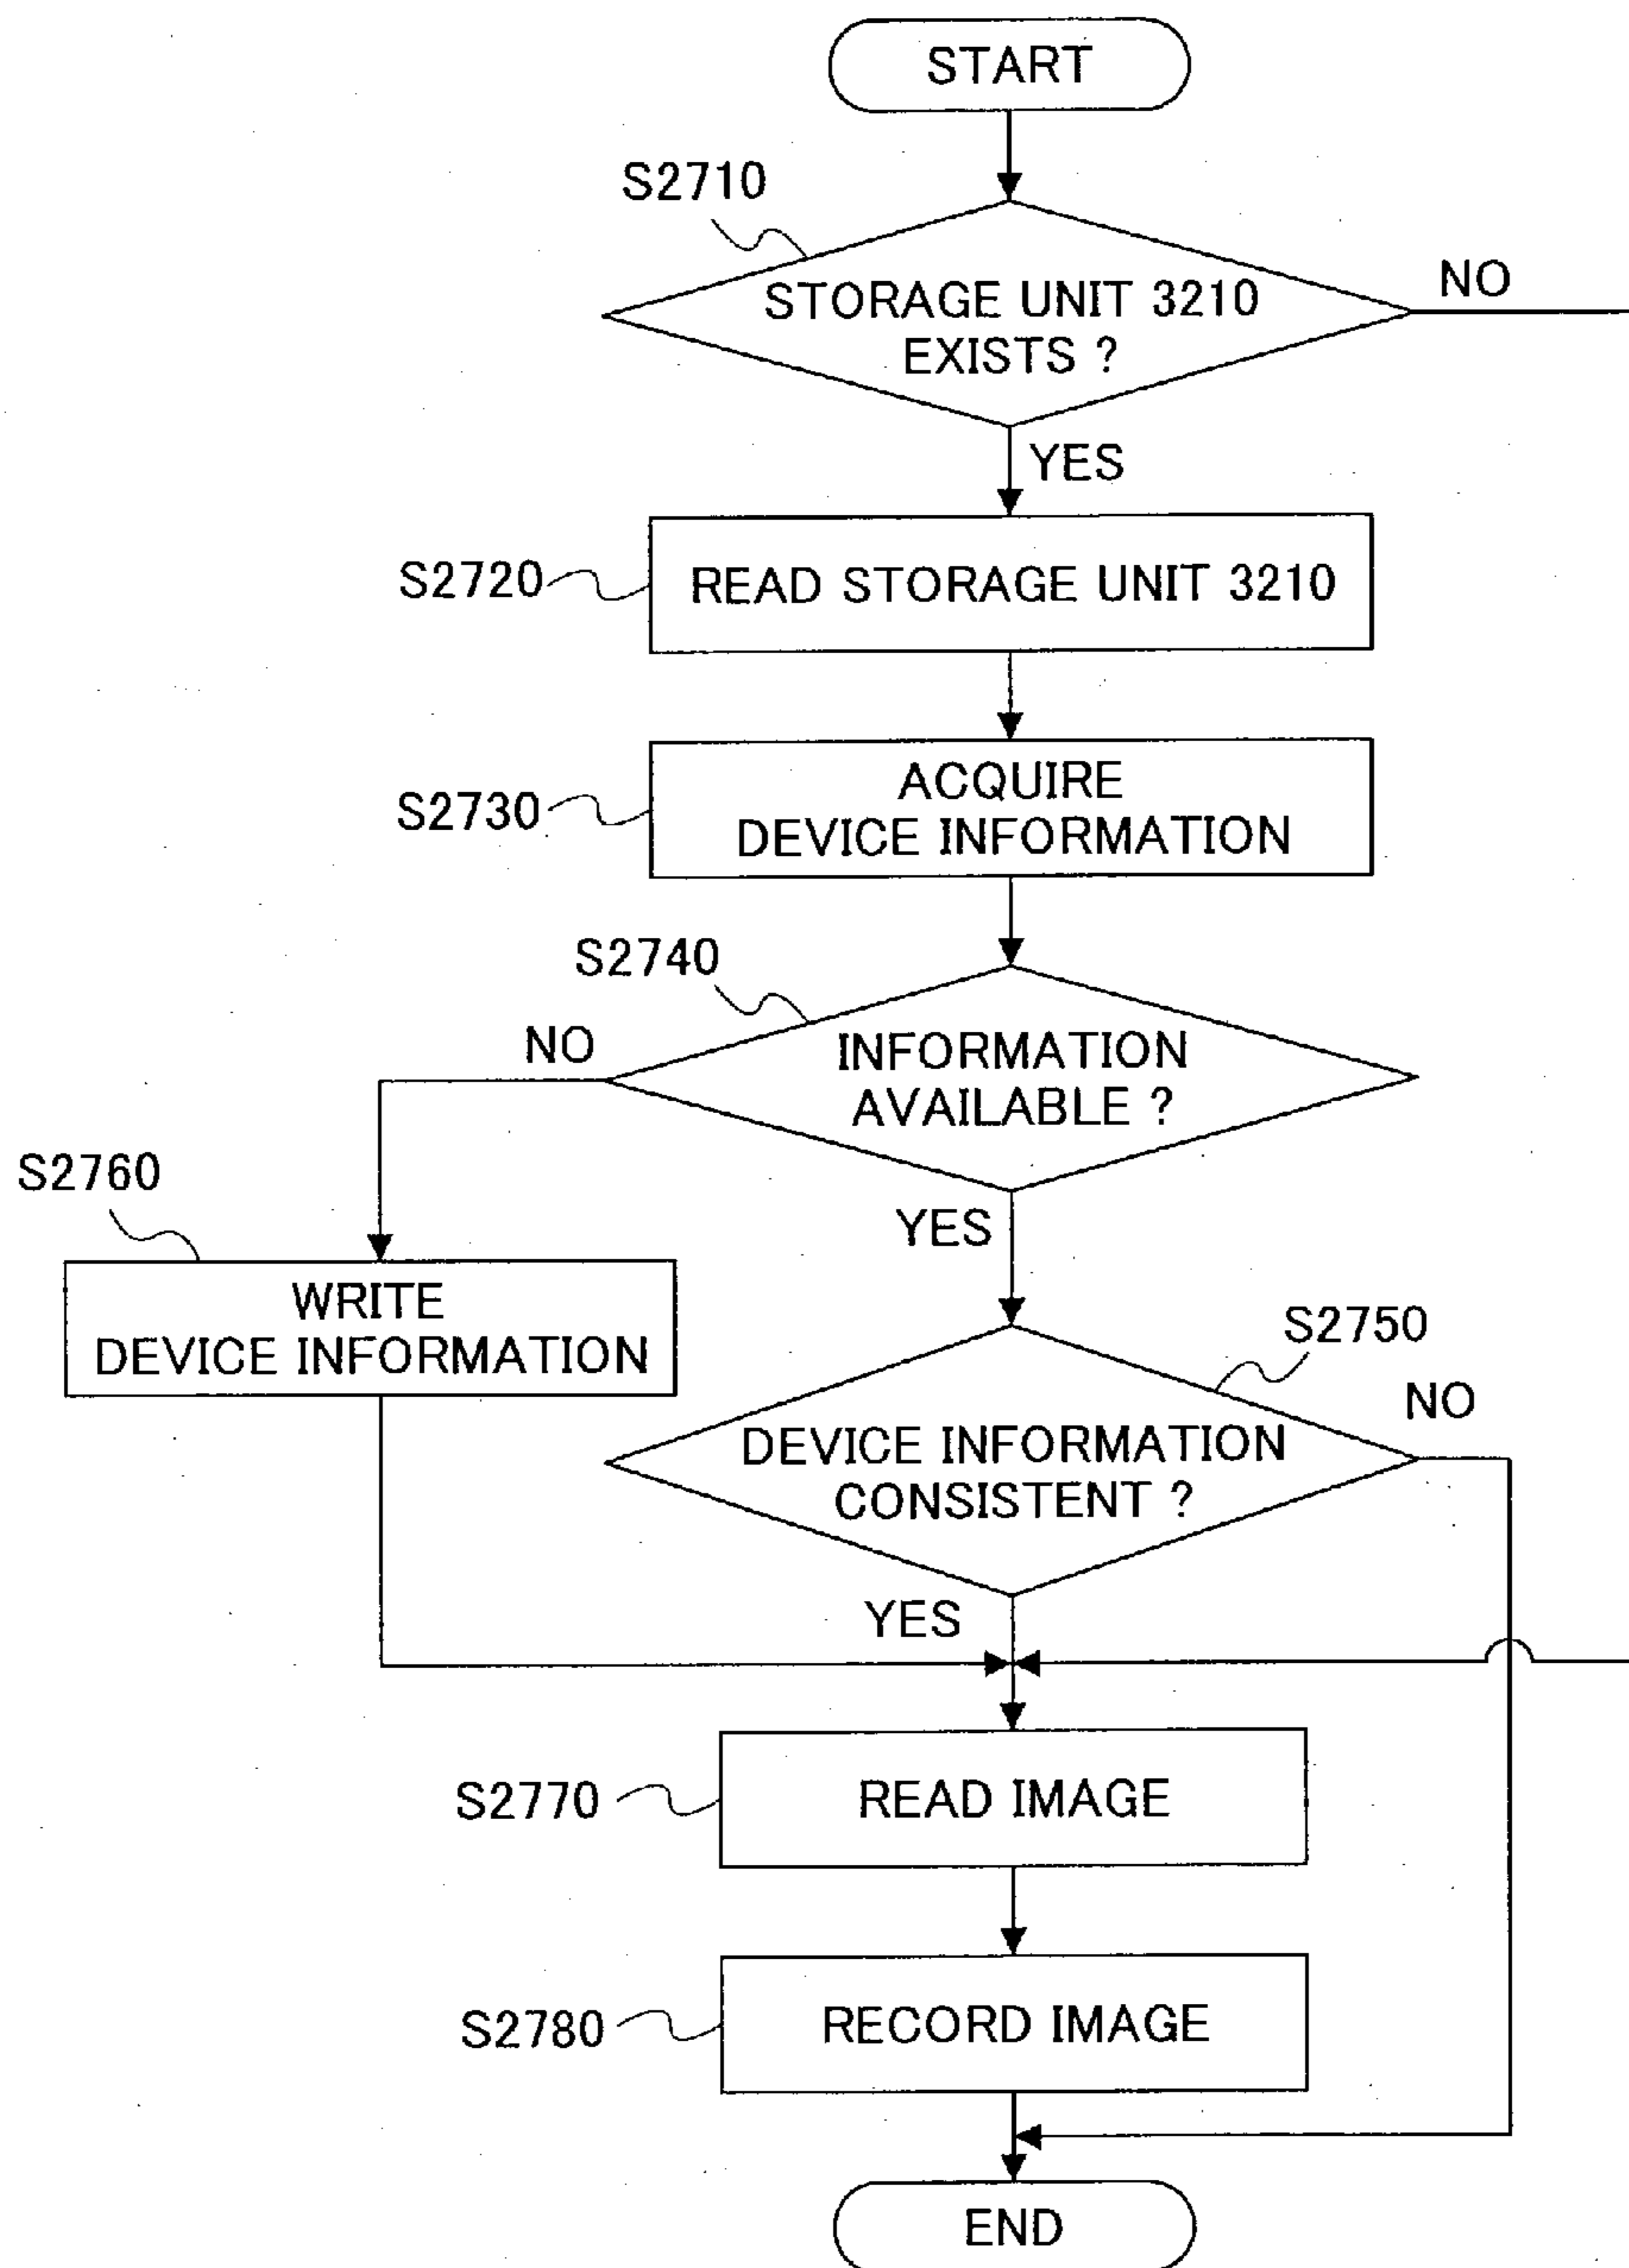 START
S2710
STORAGE UNIT 3210
EXISTS ?
NO
YES
S2720
READ STORAGE UNIT 3210
S2730
ACQUIRE
DEVICE INFORMATION
S2740
NO
INFORMATION
AVAILABLE ?
S2760
YES
WRITE
DEVICE INFORMATION
S2750
NO
DEVICE INFORMATION
CONSISTENT ?
YES
S2770
READ IMAGE
S2780
RECORD IMAGE
END